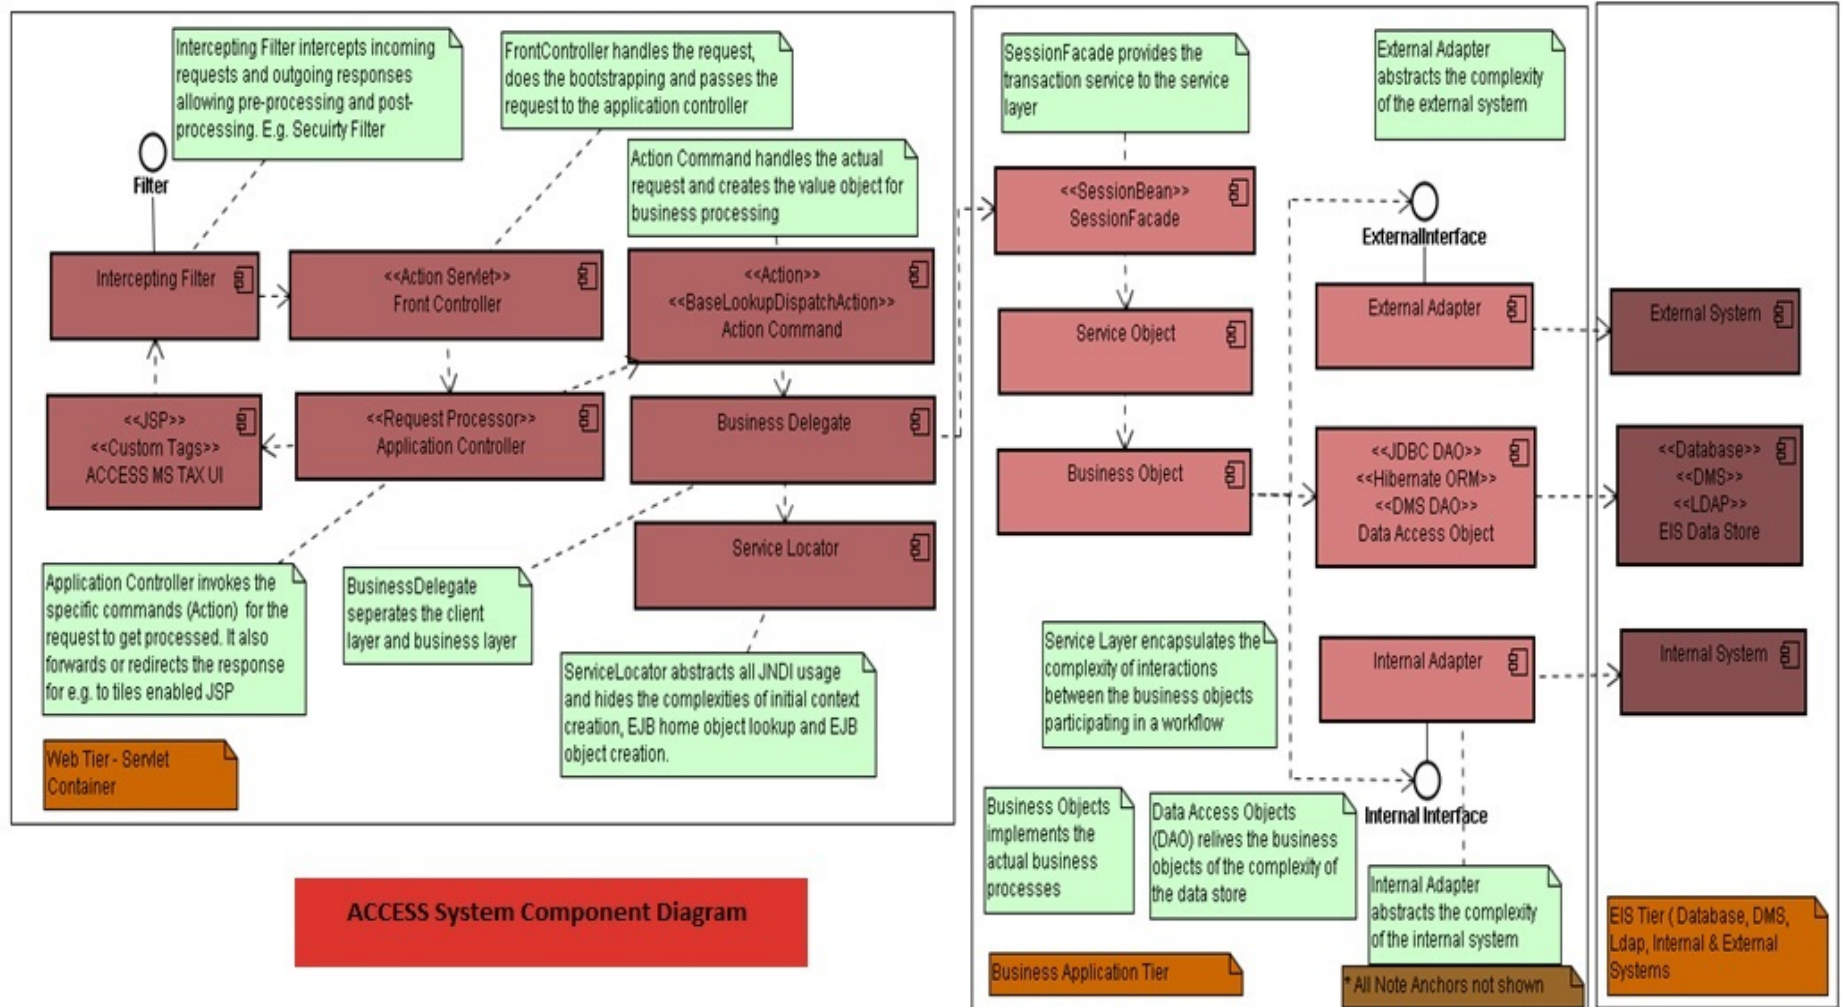 Intercepting Filter intercepts incoming
requests and outgoing responses
allowing pre-processing and post-
processing. E.g. Secuirty Filter
FrontController handles the request,
does the bootstrapping and passes the
request to the application controller
Action Command handles the actual
request and creates the value object for
business processing
Filter
Intercepting Filter
<<Action Servlet>>
Front Controller
<<Action>>
<<BaseLookupDispatchAction>>
Action Command
<<JSP>>
<<Custom Tags>>
ACCESS MS TAX UI
<<Request Processor>>
Application Controller
Business Delegate
Service Locator
Application Controller invokes the
specific commands (Action) for the
request to get processed. It also
forwards or redirects the response
for e.g. to tiles enabled JSP
BusinessDelegate
seperates the client
layer and business layer
ServiceLocator abstracts all JNDI usage
and hides the complexities of initial context
creation, EJB home object lookup and EJB
object creation.
Web Tier - Servlet
Container
ACCESS System Component Diagram
SessionFacade provides the
transaction service to the service
layer
External Adapter
abstracts the complexity
of the external system
<<SessionBean>>
SessionFacade
ExternalInterface
Service Object
External Adapter
Business Object
<<JDBC DAO>>
<<Hibernate ORM>>
<<DMS DAO>>
Data Access Object
Service Layer encapsulates the
complexity of interactions
between the business objects
participating in a workflow
Internal Adapter
Internal Interface
Business Objects
implements the
actual business
processes
Data Access Objects
(DAO) relives the business
objects of the complexity of
the data store
Internal Adapter
abstracts the complexity
of the internal system
Business Application Tier
* All Note Anchors not shown
External System
<<Database>>
<<DMS>>
<<LDAP>>
EIS Data Store
Internal System
EIS Tier ( Database, DMS,
Ldap, Internal & External
Systems